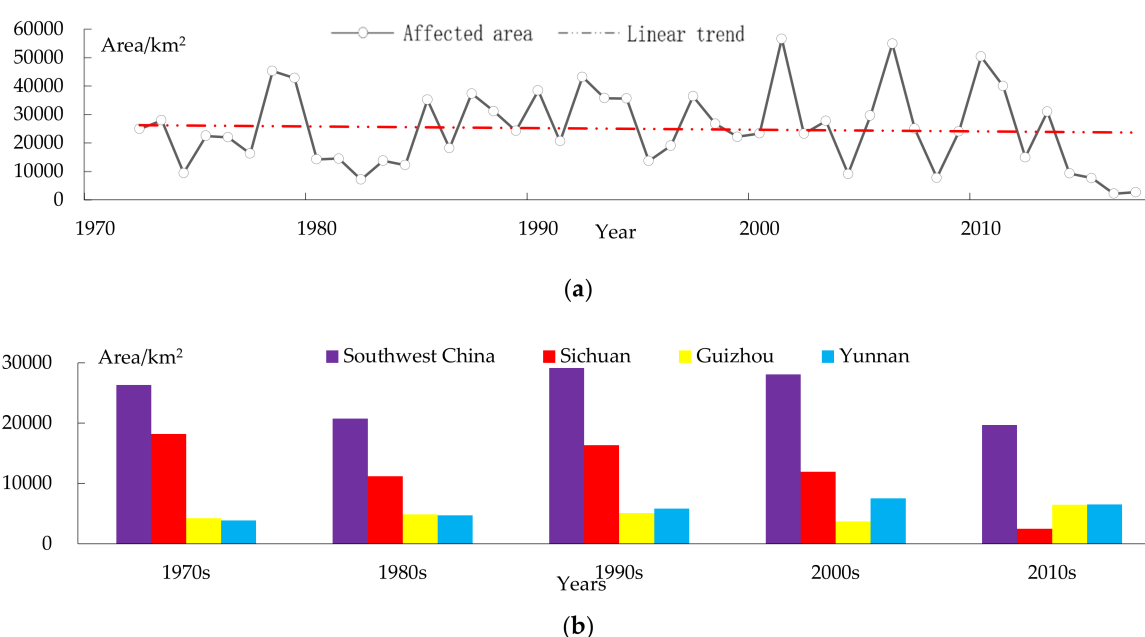 60000
Area/km²
Affected area
Linear trend
50000
40000
30000
20000
10000
0
1970
1980
1990
2000
2010
Year
(a)
Area/km²
Southwest China
Sichuan
Guizhou
Yunnan
30000
20000
10000
0
1970s
1980s
1990s
2000s
2010s
Years
(b)